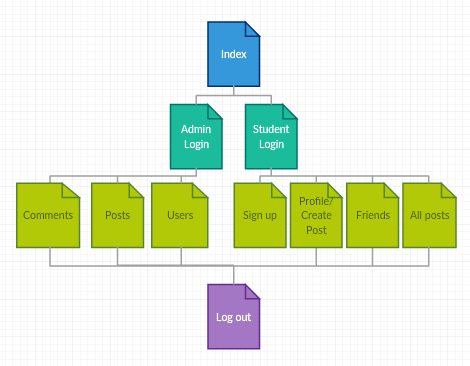 Index
Admin
Login
Student
Login
Comments
Posts
Users
Sign up
Profile/
Create
Post
Friends
All posts
Log out